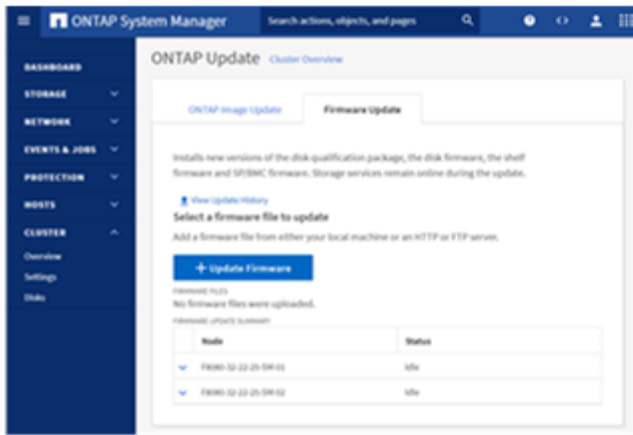 ONTAP System Manager
Search actions, objects, and pages
DASHBOARD
STORAGE
NETWORK
EVENTS & JOBS
PROTECTION
HOSTS
CLUSTER
Overview
Settings
Disks
ONTAP Update Cluster Overview
ONTAP Image Update Firmware Update
Installs new versions of the disk qualification package, the disk firmware, the shelf
firmware and SP/BMC firmware. Storage services remain online during the update.
View Update History
Select a firmware file to update
Add a firmware file from either your local machine or an HTTP or FTP server.
+ Update Firmware
FIRMWARE FILES
No firmware files were uploaded.
FIRMWARE UPDATE SUMMARY
Node Status
Idle
Idle